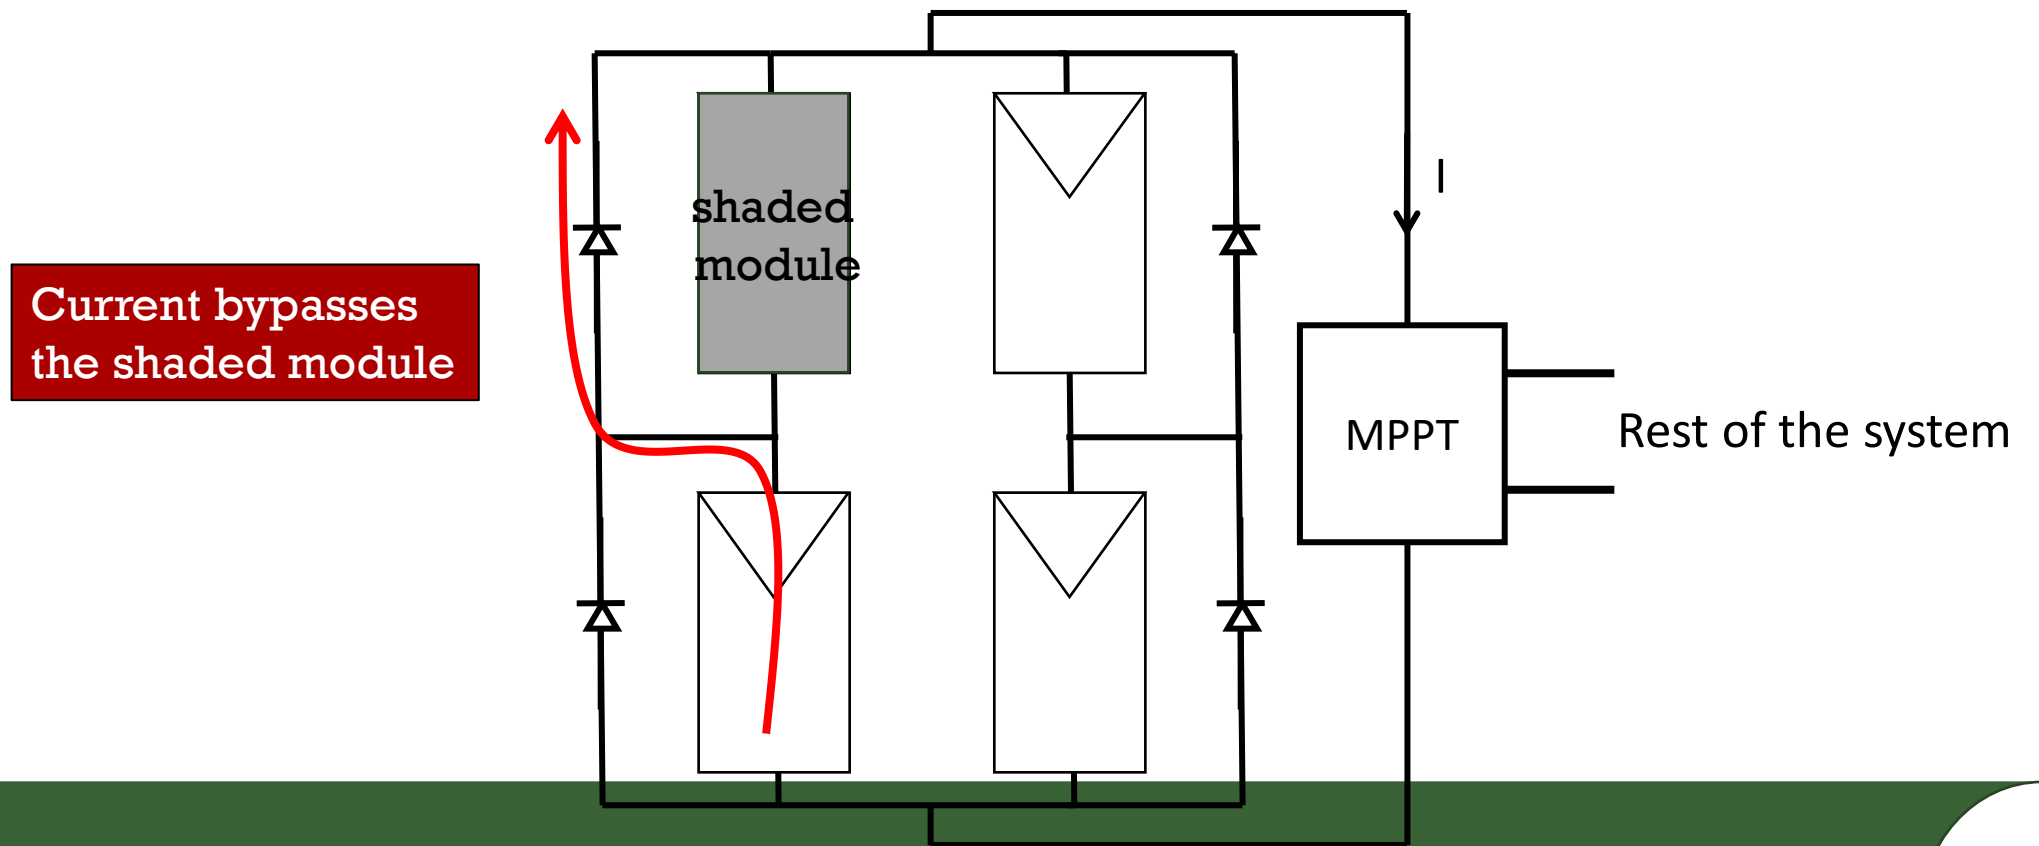 shaded
module
I
Current bypasses
the shaded module
MPPT
Rest of the system